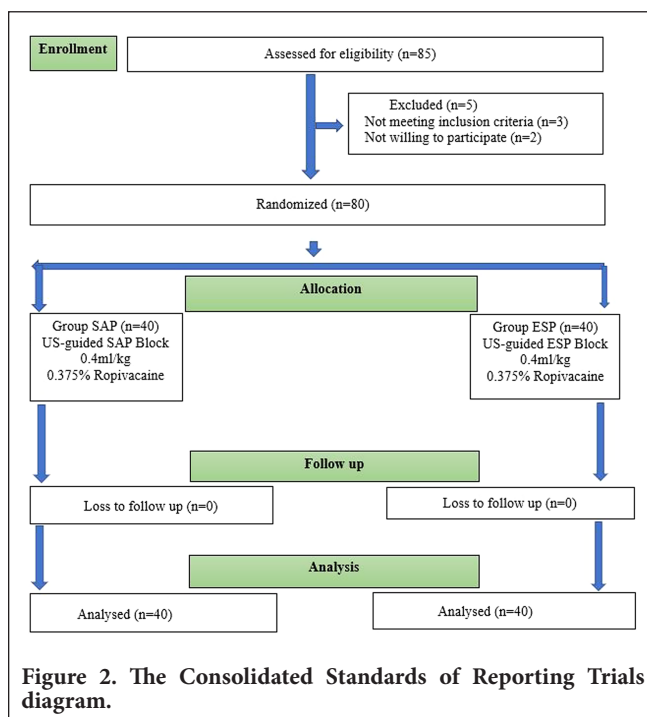 Enrollment
Assessed for eligibility (n=85)
Excluded (n=5)
Not meeting inclusion criteria (n=3)
Not willing to participate (n=2)
Randomized (n=80)
Allocation
Group SAP (n=40)
US-guided SAP Block
0.4ml/kg
0.375% Ropivacaine
Group ESP (n=40)
US-guided ESP Block
0.4ml/kg
0.375% Ropivacaine
Follow up
Loss to follow up (n=0)
Loss to follow up (n=0)
Analysis
Analysed (n=40)
Analysed (n=40)
Figure 2. The Consolidated Standards of Reporting Trials
diagram.